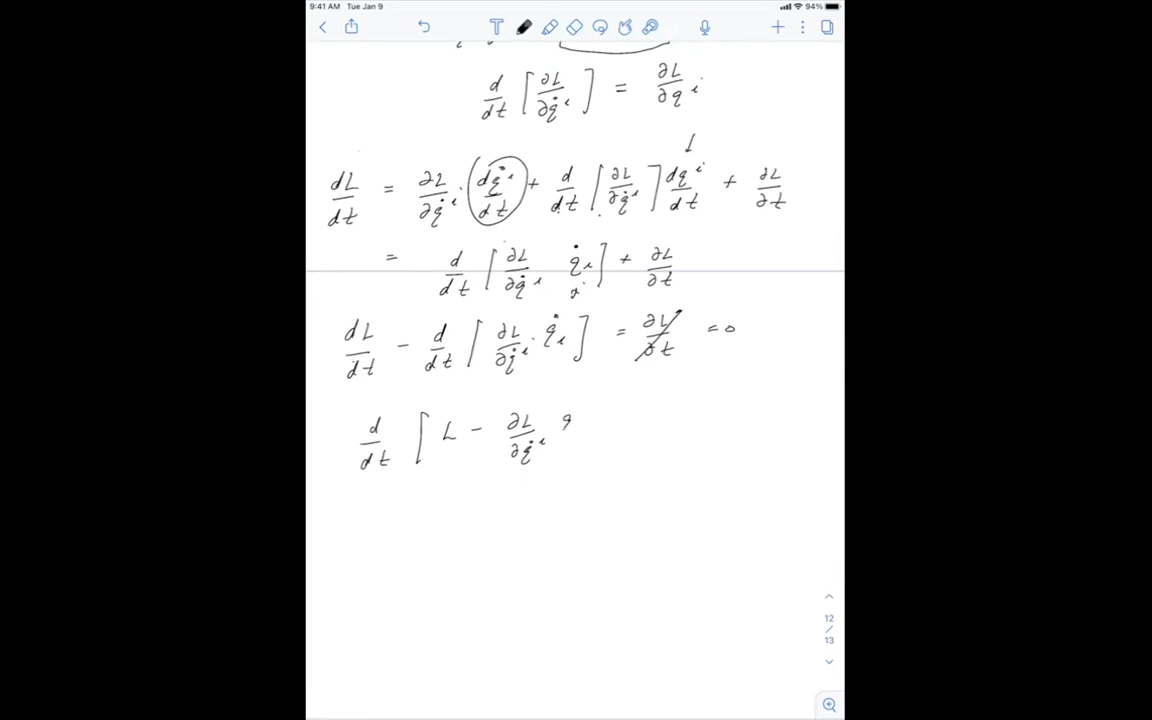 9:41 AM Tue Jan 9 94%
d/dt [∂L/∂q̇ⁱ] = ∂L/∂qⁱ
dL/dt = ∂L/∂q̇ⁱ · (dq̇ⁱ/dt) + d/dt [∂L/∂q̇ⁱ] dqⁱ/dt + ∂L/∂t
= d/dt [∂L/∂q̇ⁱ q̇ᵢ] + ∂L/∂t
dL/dt - d/dt [∂L/∂q̇ⁱ · q̇ᵢ] = ∂L/∂t = 0
d/dt [L - ∂L/∂q̇ⁱ q
12
/
13